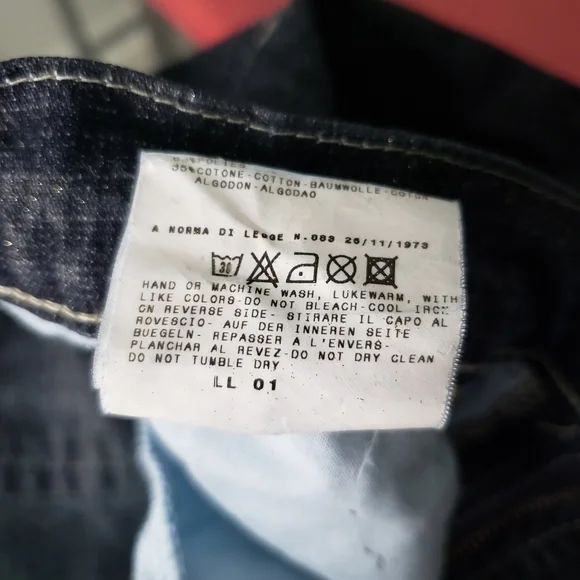 35%COTONE-COTTON-BAUMWOLLE-COTON
ALGODON-ALGODAO
A NORMA DI LEGGE N.883 26/11/1973
30
HAND OR MACHINE WASH, LUKEWARM, WITH
LIKE COLORS-DO NOT BLEACH-COOL IRON
ON REVERSE SIDE- STIRARE IL CAPO AL
ROVESCIO- AUF DER INNEREN SEITE
BUEGELN- REPASSER A L'ENVERS-
PLANCHAR AL REVEZ-DO NOT DRY CLEAN
DO NOT TUMBLE DRY
LL 01